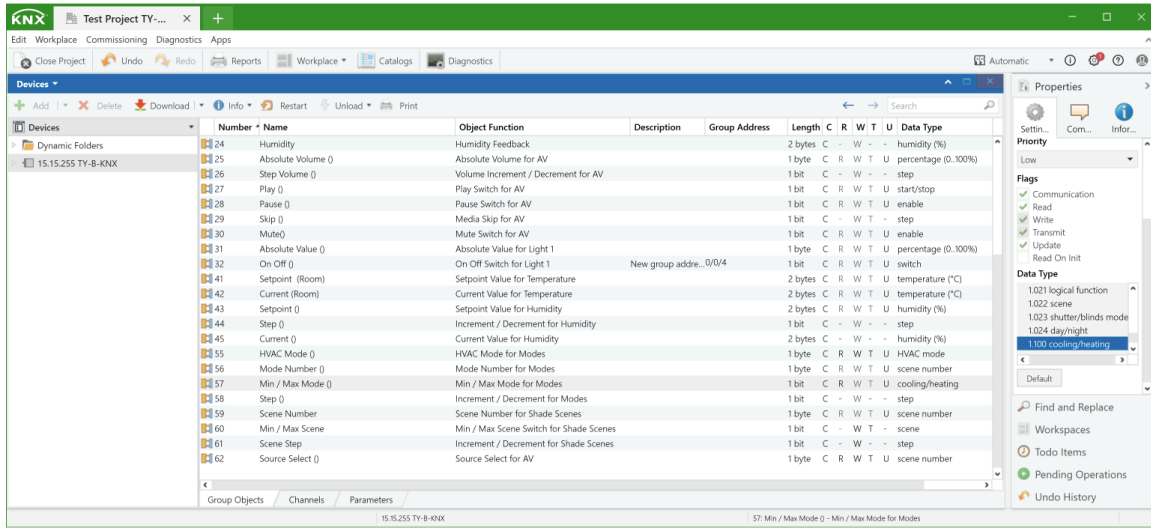 KNX Test Project TY-... × +
Edit Workplace Commissioning Diagnostics Apps
Close Project Undo Redo Reports Workplace Catalogs Diagnostics Automatic
Devices
Add Delete Download Info Restart Unload Print Search
Devices
Dynamic Folders
15.15.255 TY-B-KNX
Number Name Object Function Description Group Address Length C R W T U Data Type
24 Humidity Humidity Feedback 2 bytes C - W - - humidity (%)
25 Absolute Volume () Absolute Volume for AV 1 byte C R W T U percentage (0..100%)
26 Step Volume () Volume Increment / Decrement for AV 1 bit C - W - - step
27 Play () Play Switch for AV 1 bit C R W T U start/stop
28 Pause () Pause Switch for AV 1 bit C R W T U enable
29 Skip () Media Skip for AV 1 bit C - W T - step
30 Mute() Mute Switch for AV 1 bit C R W T U enable
31 Absolute Value () Absolute Value for Light 1 1 byte C R W T U percentage (0..100%)
32 On Off () On Off Switch for Light 1 New group addre... 0/0/4 1 bit C R W T U switch
41 Setpoint (Room) Setpoint Value for Temperature 2 bytes C R W T U temperature (°C)
42 Current (Room) Current Value for Temperature 2 bytes C R W T U temperature (°C)
43 Setpoint () Setpoint Value for Humidity 2 bytes C R W T U humidity (%)
44 Step () Increment / Decrement for Humidity 1 bit C - W - - step
45 Current () Current Value for Humidity 2 bytes C - W - - humidity (%)
55 HVAC Mode () HVAC Mode for Modes 1 byte C R W T U HVAC mode
56 Mode Number () Mode Number for Modes 1 byte C R W T U scene number
57 Min / Max Mode () Min / Max Mode for Modes 1 bit C R W T U cooling/heating
58 Step () Increment / Decrement for Modes 1 bit C - W - - step
59 Scene Number Scene Number for Shade Scenes 1 byte C R W T U scene number
60 Min / Max Scene Min / Max Scene Switch for Shade Scenes 1 bit C - W T - scene
61 Scene Step Increment / Decrement for Shade Scenes 1 bit C - W - - step
62 Source Select () Source Select for AV 1 byte C R W T U scene number
Group Objects Channels Parameters
15.15.255 TY-B-KNX 57: Min / Max Mode () - Min / Max Mode for Modes
Properties
Settin... Com... Infor...
Priority
Low
Flags
Communication
Read
Write
Transmit
Update
Read On Init
Data Type
1.021 logical function
1.022 scene
1.023 shutter/blinds mode
1.024 day/night
1.100 cooling/heating
Default
Find and Replace
Workspaces
Todo Items
Pending Operations
Undo History